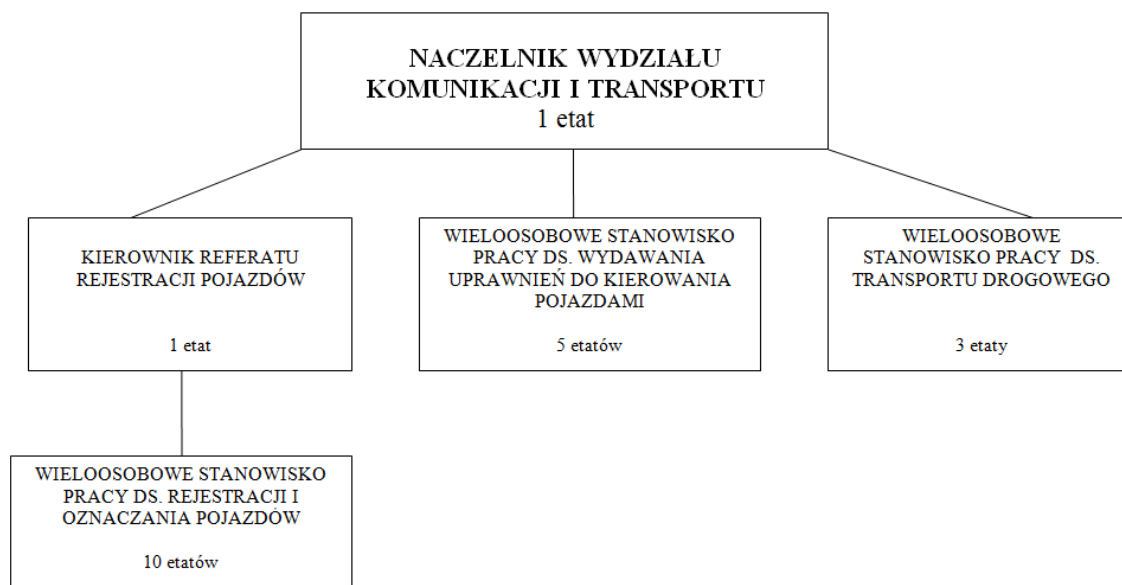 NACZELNIK WYDZIAŁU
KOMUNIKACJI I TRANSPORTU
1 etat
KIEROWNIK REFERATU
REJESTRACJI POJAZDÓW
1 etat
WIELOOSOBOWE STANOWISKO
PRACY DS. WYDAWANIA
UPRAWNIEŃ DO KIEROWANIA
POJAZDAMI
5 etatów
WIELOOSOBOWE
STANOWISKO PRACY DS.
TRANSPORTU DROGOWEGO
3 etaty
WIELOOSOBOWE STANOWISKO
PRACY DS. REJESTRACJI I
OZNACZANIA POJAZDÓW
10 etatów